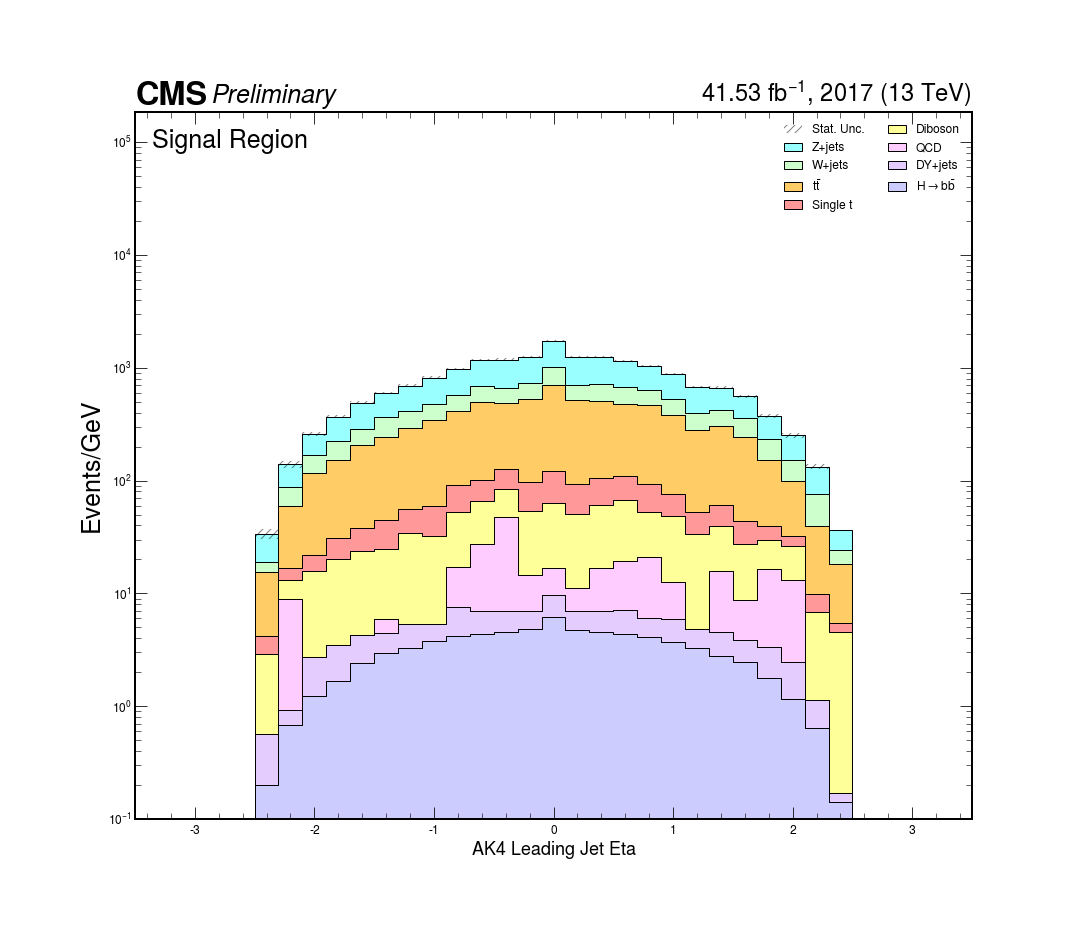 CMS Preliminary
41.53 fb⁻¹, 2017 (13 TeV)
Signal Region
Stat. Unc.
Z+jets
W+jets
tt̄
Single t
Diboson
QCD
DY+jets
H→bb̄
Events/GeV
10⁵
10⁴
10³
10²
10¹
10⁰
10⁻¹
-3 -2 -1 0 1 2 3
AK4 Leading Jet Eta